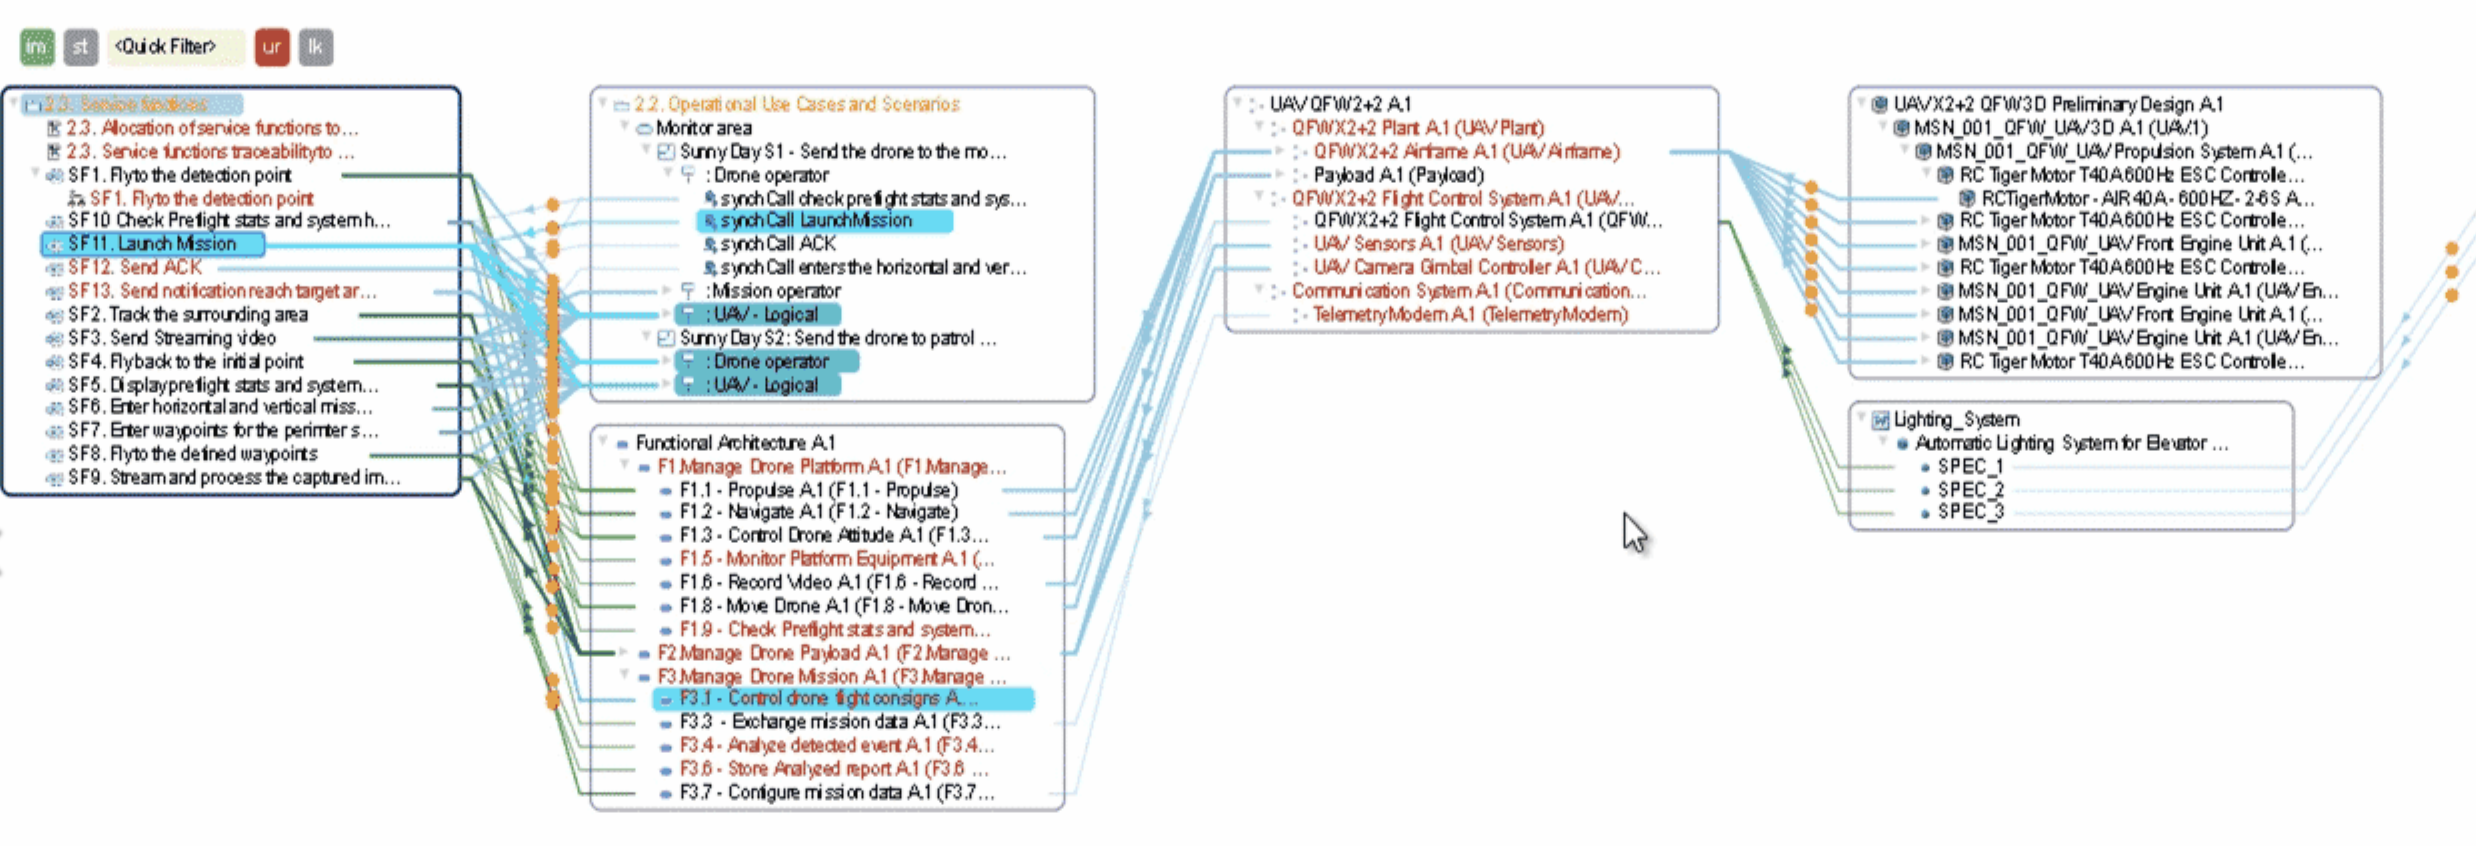 im st <Quick Filter> ur lk
2.3. Service functions
2.3. Allocation of service functions to...
2.3. Service functions traceability to ...
SF1. Fly to the detection point
SF1. Fly to the detection point
SF10 Check Preflight stats and system h...
SF11. Launch Mission
SF12. Send ACK
SF13. Send notification reach target ar...
SF2. Track the surrounding area
SF3. Send Streaming video
SF4. Flyback to the initial point
SF5. Display preflight stats and system...
SF6. Enter horizontal and vertical miss...
SF7. Enter waypoints for the perimter s...
SF8. Fly to the defined waypoints
SF9. Stream and process the captured im...
2.2. Operational Use Cases and Scenarios
Monitor area
Sunny Day S1 - Send the drone to the mo...
: Drone operator
synch Call check preflight stats and sys...
synch Call LaunchMission
synch Call ACK
synch Call enters the horizontal and ver...
: Mission operator
: UAV - Logical
Sunny Day S2: Send the drone to patrol ...
: Drone operator
: UAV - Logical
Functional Architecture A.1
F1 Manage Drone Platform A.1 (F1 Manage...
F1.1 - Propulse A.1 (F1.1 - Propulse)
F1.2 - Navigate A.1 (F1.2 - Navigate)
F1.3 - Control Drone Attitude A.1 (F1.3...
F1.5 - Monitor Platform Equipment A.1 (...
F1.6 - Record Video A.1 (F1.6 - Record ...
F1.8 - Move Drone A.1 (F1.8 - Move Dron...
F1.9 - Check Preflight stats and system...
F2 Manage Drone Payload A.1 (F2 Manage ...
F3 Manage Drone Mission A.1 (F3 Manage ...
F3.1 - Control drone flight consigns A....
F3.3 - Exchange mission data A.1 (F3.3...
F3.4 - Analyze detected event A.1 (F3.4...
F3.6 - Store Analyzed report A.1 (F3.6 ...
F3.7 - Configure mission data A.1 (F3.7...
UAV QFW2+2 A.1
QFWX2+2 Plant A.1 (UAV Plant)
QFWX2+2 Airframe A.1 (UAV Airframe)
Payload A.1 (Payload)
QFWX2+2 Flight Control System A.1 (UAV...
QFWX2+2 Flight Control System A.1 (QFW...
UAV Sensors A.1 (UAV Sensors)
UAV Camera Gimbal Controller A.1 (UAV C...
Communication System A.1 (Communication...
Telemetry Modem A.1 (Telemetry Modem)
UAV X2+2 QFW3D Preliminary Design A.1
MSN_001_QFW_UAV 3D A.1 (UAV.1)
MSN_001_QFW_UAV Propulsion System A.1 (...
RC Tiger Motor T40A600Hz ESC Controle...
RCTigerMotor - AIR 40A - 600HZ - 2-6S A...
RC Tiger Motor T40A600Hz ESC Controle...
MSN_001_QFW_UAV Front Engine Unit A.1 (...
RC Tiger Motor T40A600Hz ESC Controle...
MSN_001_QFW_UAV Engine Unit A.1 (UAV En...
MSN_001_QFW_UAV Front Engine Unit A.1 (...
MSN_001_QFW_UAV Engine Unit A.1 (UAV En...
RC Tiger Motor T40A600Hz ESC Controle...
Lighting_System
Automatic Lighting System for Elevator ...
SPEC_1
SPEC_2
SPEC_3